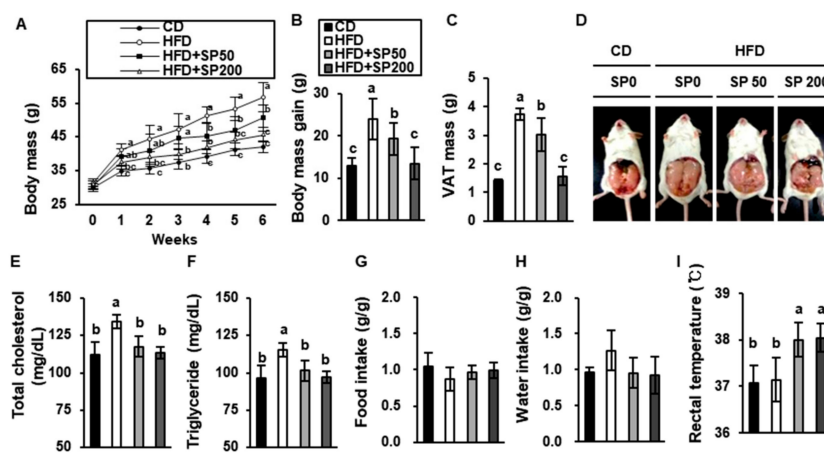 A
CD
HFD
HFD+SP50
HFD+SP200
Body mass (g)
65
55
45
35
25
a
a
a
a
a
a
ab
ab
a
b
b
b
bc
bc
b
bc
bc
bc
c
b
c
c
c
0 1 2 3 4 5 6
Weeks
B
CD
HFD
HFD+SP50
HFD+SP200
Body mass gain (g)
30
20
10
0
c
a
b
c
C
VAT mass (g)
5
4
3
2
1
0
c
a
b
c
D
CD HFD
SP0 SP0 SP 50 SP 200
E
Total cholesterol (mg/dL)
150
125
100
75
50
b
a
b
b
F
Triglyceride (mg/dL)
150
125
100
75
50
b
a
b
b
G
Food intake (g/g)
2.0
1.5
1.0
0.5
0.0
H
Water intake (g/g)
2.0
1.5
1.0
0.5
0.0
I
Rectal temperature (℃)
39
38
37
36
b
b
a
a